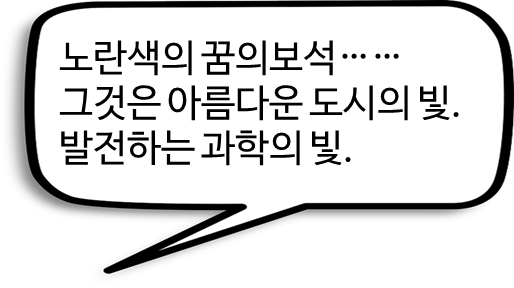 노란색의 꿈의보석… …
그것은 아름다운 도시의 빛.
발전하는 과학의 빛.